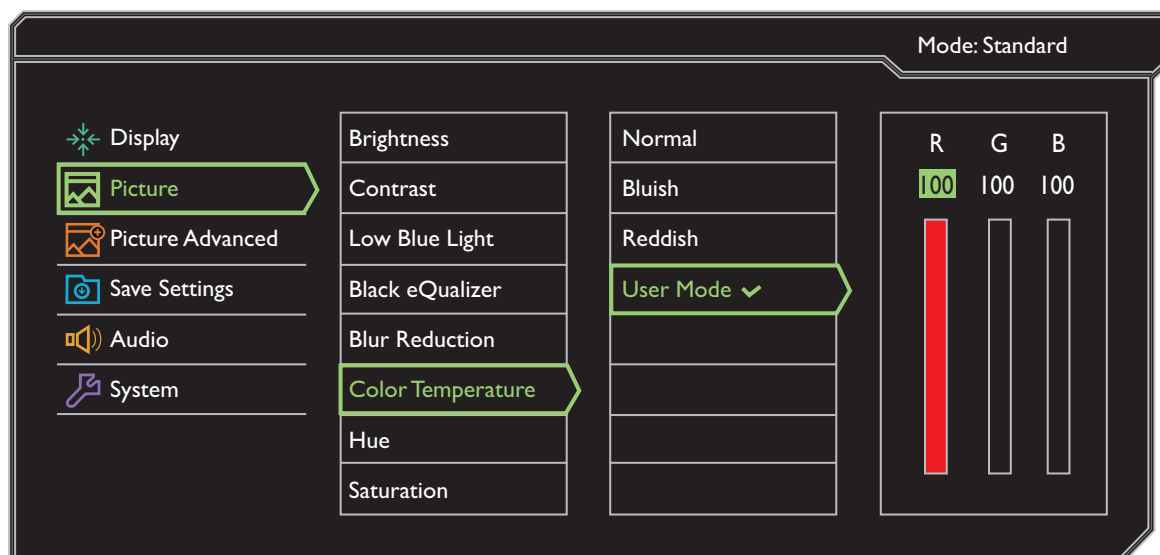 Mode: Standard
Display
Picture
Picture Advanced
Save Settings
Audio
System
Brightness
Contrast
Low Blue Light
Black eQualizer
Blur Reduction
Color Temperature
Hue
Saturation
Normal
Bluish
Reddish
User Mode
R G B
100 100 100